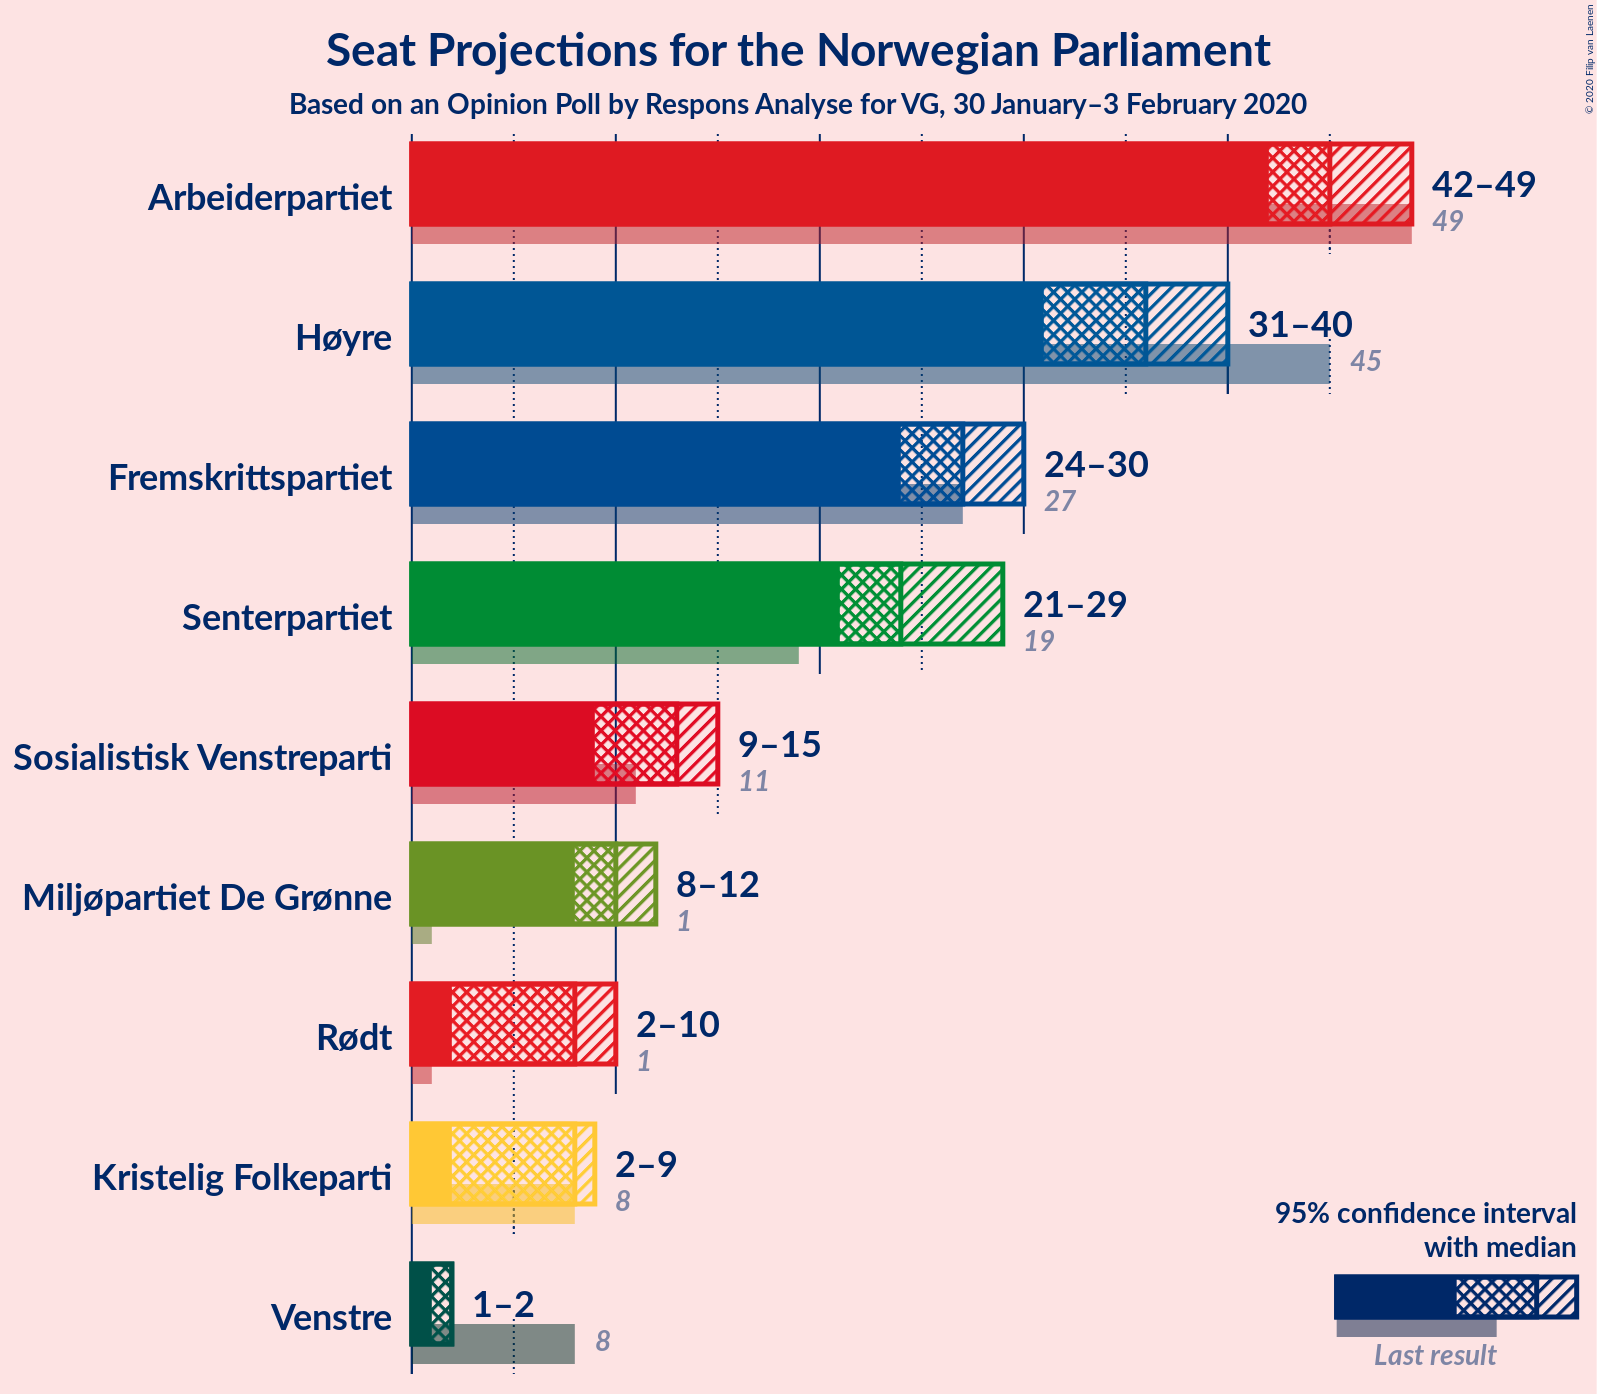 Seat Projections for the Norwegian Parliament
Based on an Opinion Poll by Respons Analyse for VG, 30 January–3 February 2020
© 2020 Filip van Laenen
Arbeiderpartiet
42–49
49
Høyre
31–40
45
Fremskrittspartiet
24–30
27
Senterpartiet
21–29
19
Sosialistisk Venstreparti
9–15
11
Miljøpartiet De Grønne
8–12
1
Rødt
2–10
1
Kristelig Folkeparti
2–9
8
Venstre
1–2
8
95% confidence interval
with median
Last result